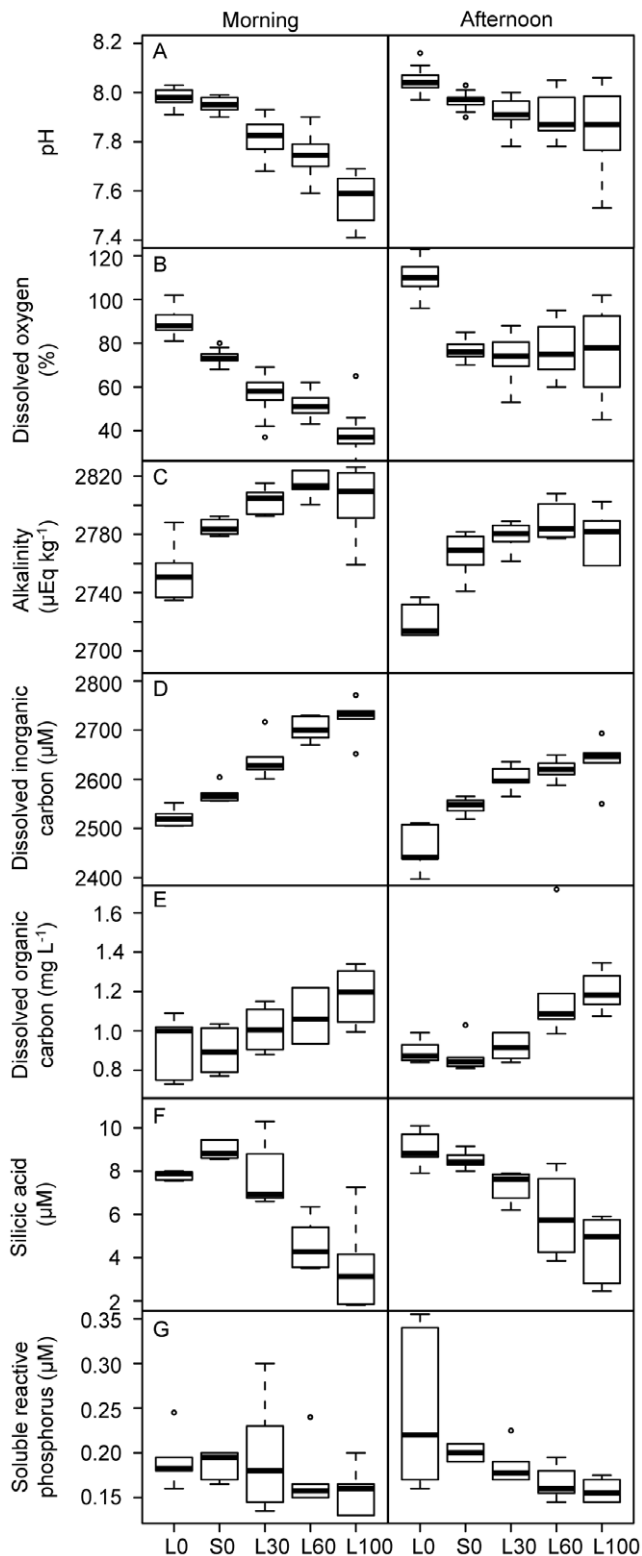 Morning Afternoon
A
pH
8.2
8.0
7.8
7.6
7.4
B
Dissolved oxygen
(%)
120
100
80
60
40
C
Alkalinity
(µEq kg-1)
2820
2780
2740
2700
D
Dissolved inorganic
carbon (µM)
2800
2700
2600
2500
2400
E
Dissolved organic
carbon (mg L-1)
1.6
1.4
1.2
1.0
0.8
F
Silicic acid
(µM)
10
8
6
4
2
G
Soluble reactive
phosphorus (µM)
0.35
0.30
0.25
0.20
0.15
L0 S0 L30 L60 L100 L0 S0 L30 L60 L100